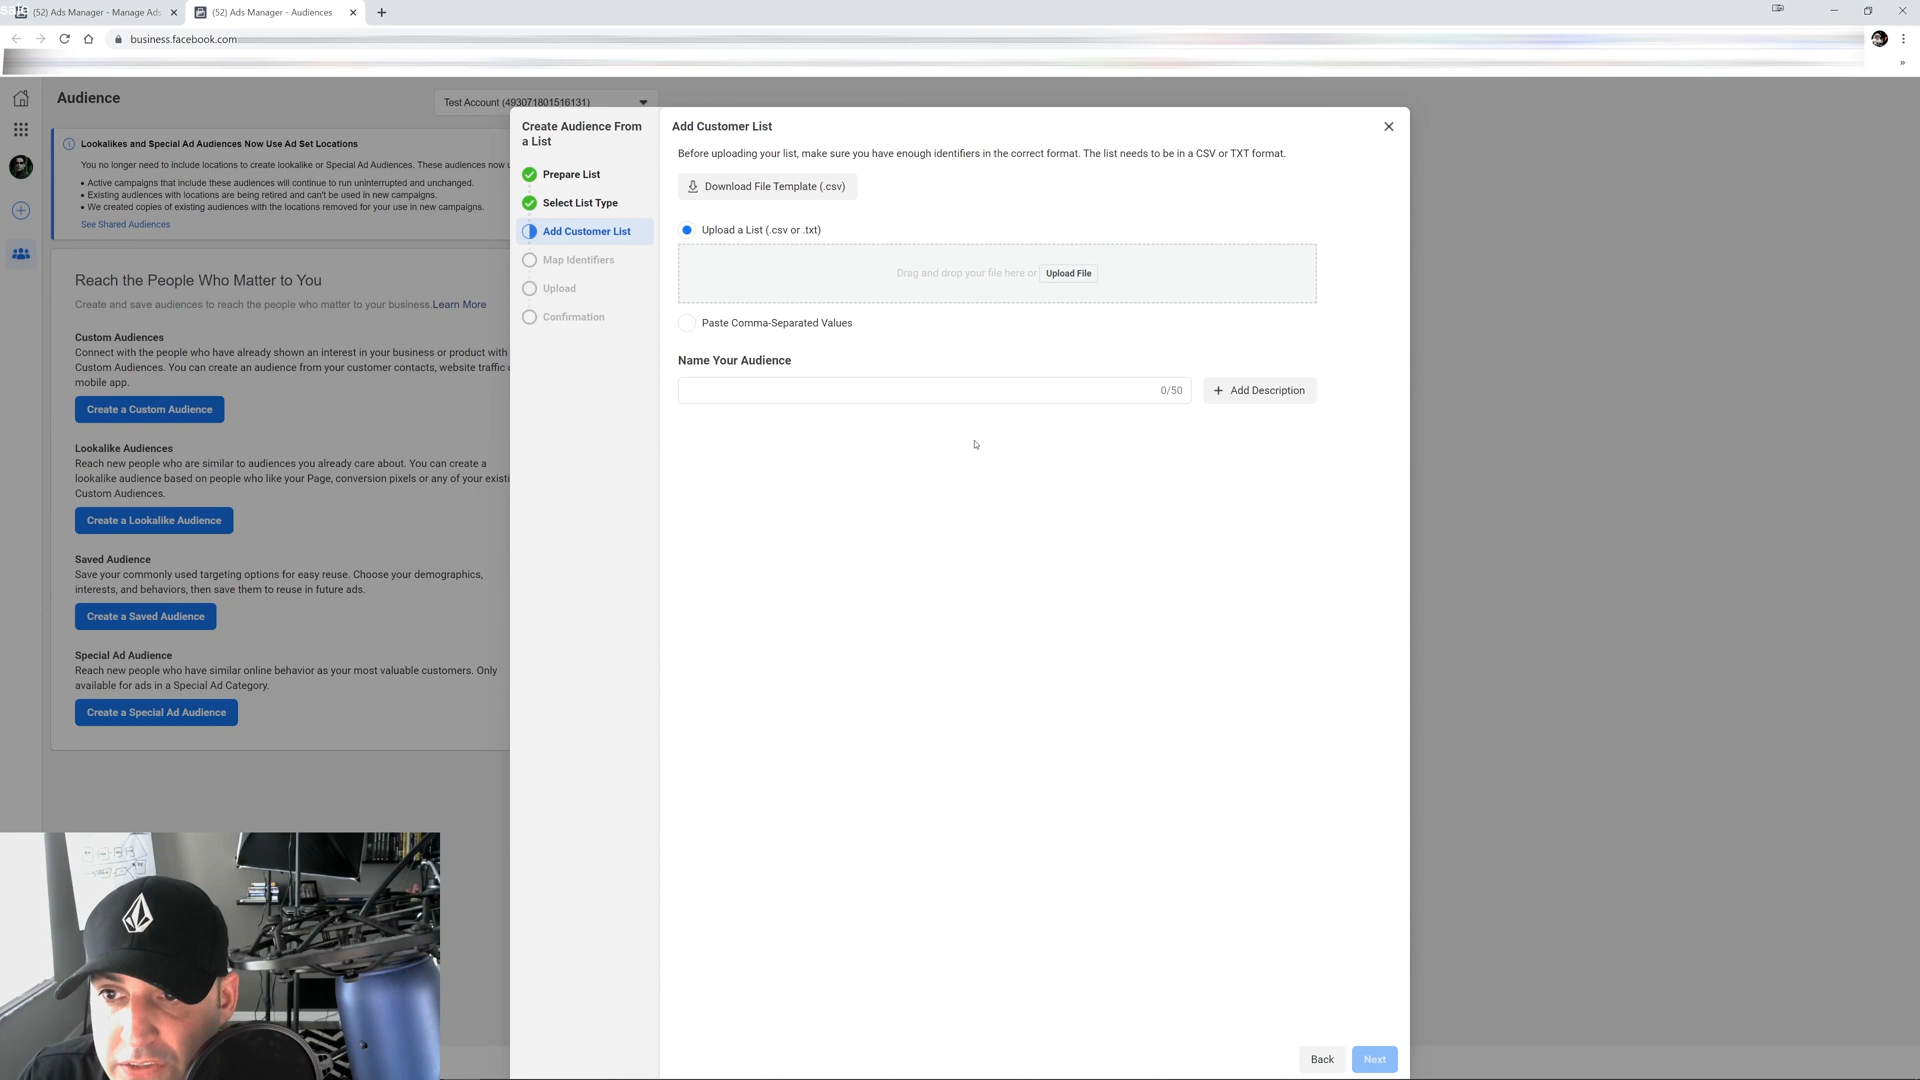 (52) Ads Manager - Manage Ads
(52) Ads Manager - Audiences
business.facebook.com
Audience
Test Account (493071801516131)
Lookalikes and Special Ad Audiences Now Use Ad Set Locations
You no longer need to include locations to create lookalike or Special Ad Audiences. These audiences now
• Active campaigns that include these audiences will continue to run uninterrupted and unchanged.
• Existing audiences with locations are being retired and can't be used in new campaigns.
• We created copies of existing audiences with the locations removed for your use in new campaigns.
See Shared Audiences
Reach the People Who Matter to You
Create and save audiences to reach the people who matter to your business.Learn More
Custom Audiences
Connect with the people who have already shown an interest in your business or product with
Custom Audiences. You can create an audience from your customer contacts, website traffic
mobile app.
Create a Custom Audience
Lookalike Audiences
Reach new people who are similar to audiences you already care about. You can create a
lookalike audience based on people who like your Page, conversion pixels or any of your existi
Custom Audiences.
Create a Lookalike Audience
Saved Audience
Save your commonly used targeting options for easy reuse. Choose your demographics,
interests, and behaviors, then save them to reuse in future ads.
Create a Saved Audience
Special Ad Audience
Reach new people who have similar online behavior as your most valuable customers. Only
available for ads in a Special Ad Category.
Create a Special Ad Audience
Create Audience From
a List
Prepare List
Select List Type
Add Customer List
Map Identifiers
Upload
Confirmation
Add Customer List
Before uploading your list, make sure you have enough identifiers in the correct format. The list needs to be in a CSV or TXT format.
Download File Template (.csv)
Upload a List (.csv or .txt)
Drag and drop your file here or Upload File
Paste Comma-Separated Values
Name Your Audience
0/50
+ Add Description
Back
Next